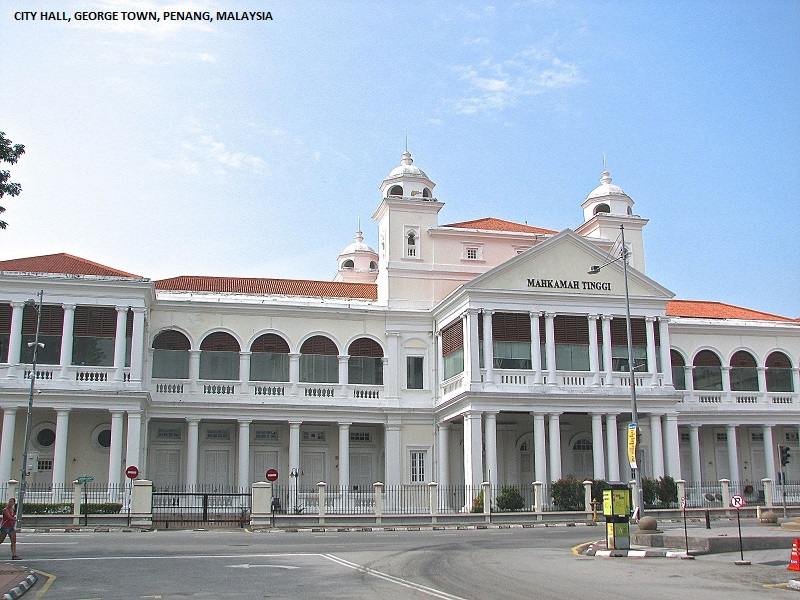 CITY HALL, GEORGE TOWN, PENANG, MALAYSIA
MAHKAMAH TINGGI